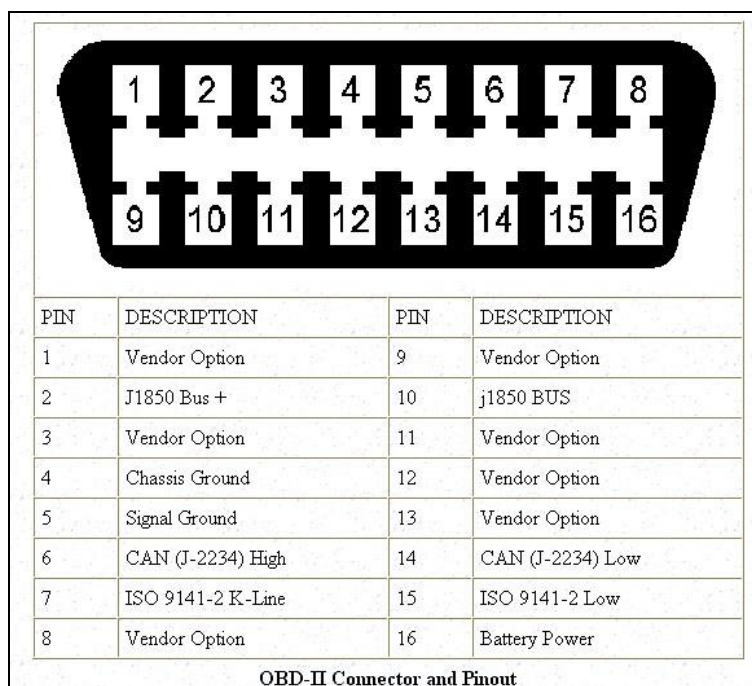 1 2 3 4 5 6 7 8
9 10 11 12 13 14 15 16
PIN DESCRIPTION PIN DESCRIPTION
1 Vendor Option 9 Vendor Option
2 J1850 Bus + 10 j1850 BUS
3 Vendor Option 11 Vendor Option
4 Chassis Ground 12 Vendor Option
5 Signal Ground 13 Vendor Option
6 CAN (J-2234) High 14 CAN (J-2234) Low
7 ISO 9141-2 K-Line 15 ISO 9141-2 Low
8 Vendor Option 16 Battery Power
OBD-II Connector and Pinout